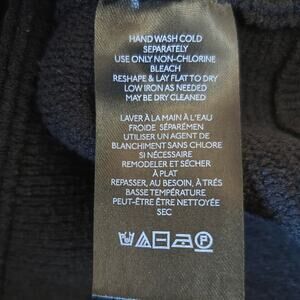 HAND WASH COLD
SEPARATELY
USE ONLY NON-CHLORINE
BLEACH
RESHAPE & LAY FLAT TO DRY
LOW IRON AS NEEDED
MAY BE DRY CLEANED
LAVER À LA MAIN À L'EAU
FROIDE SÉPARÉMEN
UTILISER UN AGENT DE
BLANCHIMENT SANS CHLORE
SI NÉCESSAIRE
REMODELER ET SÉCHER
À PLAT
REPASSER, AU BESOIN, À TRÉS
BASSE TEMPÉRATURE
PEUT-ÊTRE ÊTRE NETTOYÉE
SEC
P